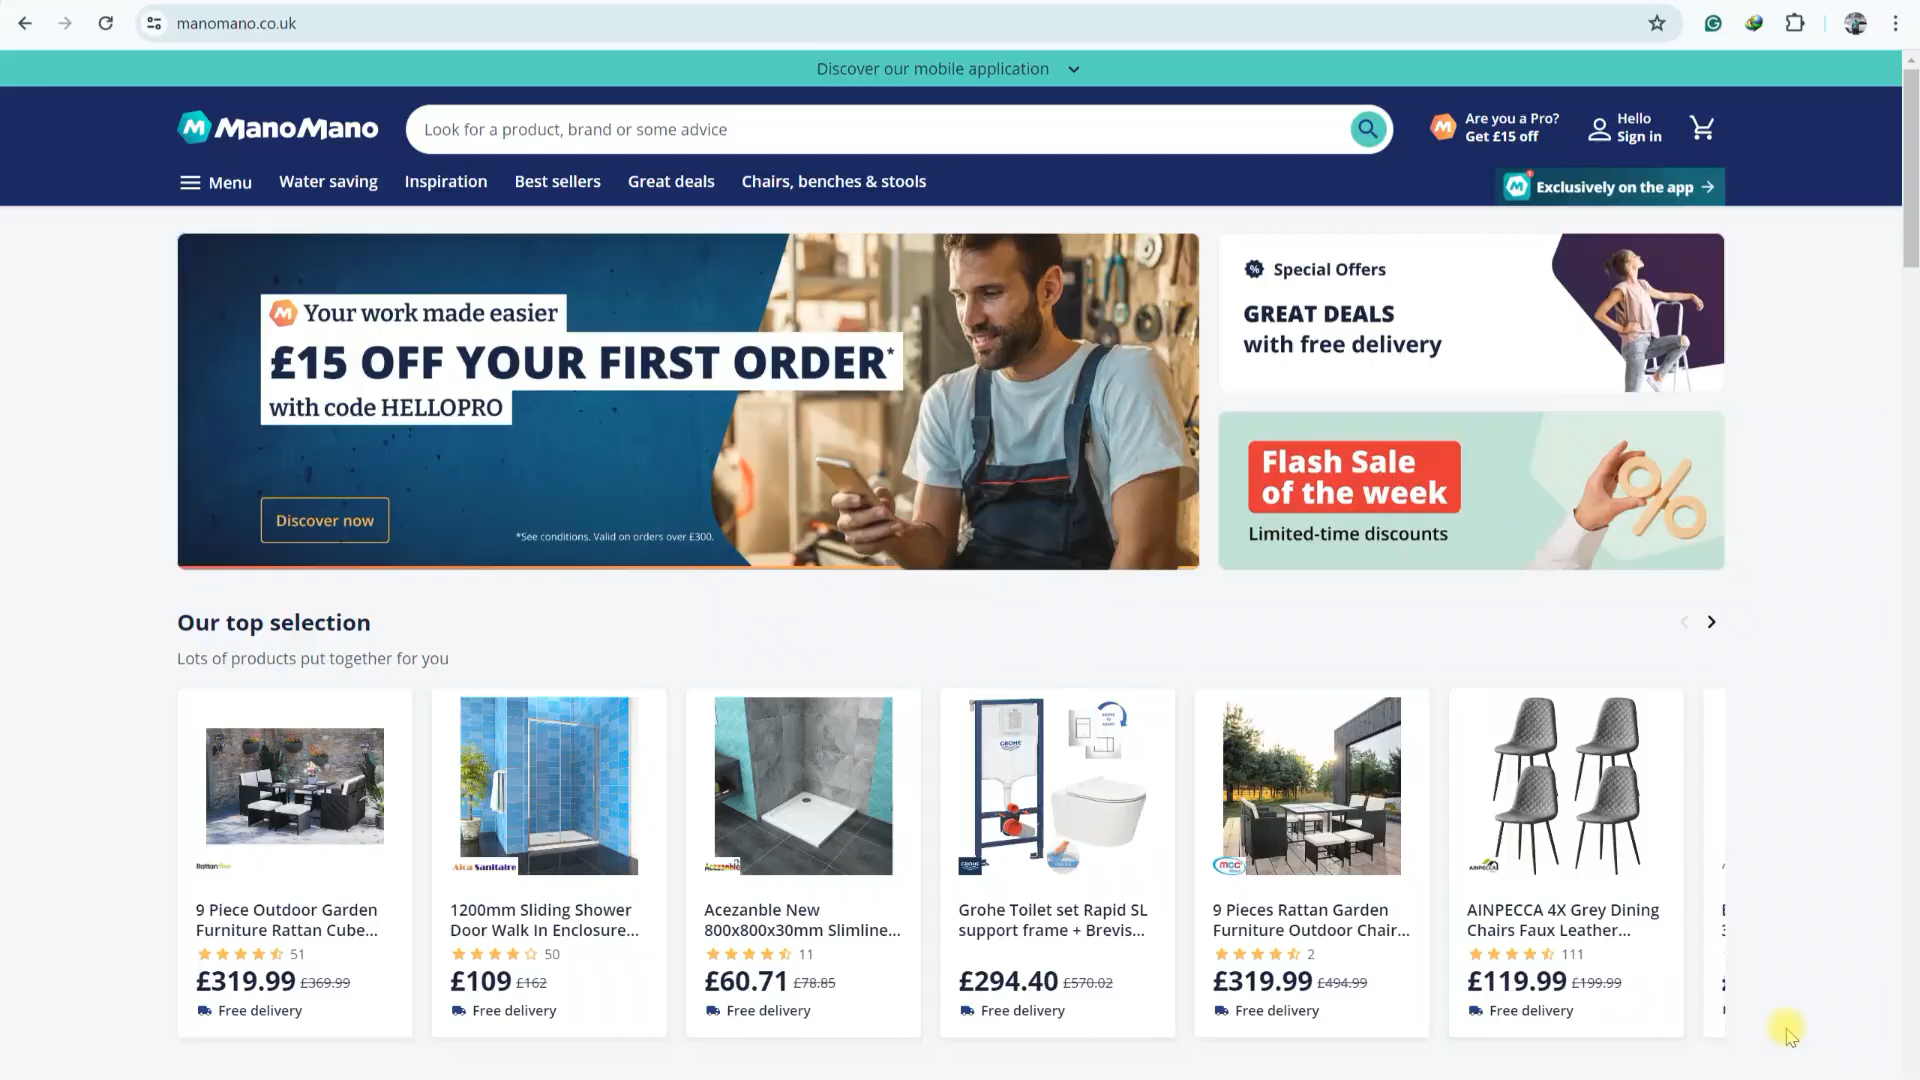 manomano.co.uk
Discover our mobile application
ManoMano
Look for a product, brand or some advice
Are you a Pro?
Get £15 off
Hello
Sign in
Menu
Water saving
Inspiration
Best sellers
Great deals
Chairs, benches & stools
Exclusively on the app
Your work made easier
£15 OFF YOUR FIRST ORDER*
with code HELLOPRO
Discover now
*See conditions. Valid on orders over £300.
Special Offers
GREAT DEALS
with free delivery
Flash Sale
of the week
Limited-time discounts
Our top selection
Lots of products put together for you
Alca Sanitaire
Acezanble
GROHE
GROHE
mcc
AINPECCA
9 Piece Outdoor Garden
Furniture Rattan Cube...
51
£319.99 £369.99
Free delivery
1200mm Sliding Shower
Door Walk In Enclosure...
50
£109 £162
Free delivery
Acezanble New
800x800x30mm Slimline...
11
£60.71 £78.85
Free delivery
Grohe Toilet set Rapid SL
support frame + Brevis...
£294.40 £570.02
Free delivery
9 Pieces Rattan Garden
Furniture Outdoor Chair...
2
£319.99 £494.99
Free delivery
AINPECCA 4X Grey Dining
Chairs Faux Leather...
111
£119.99 £199.99
Free delivery